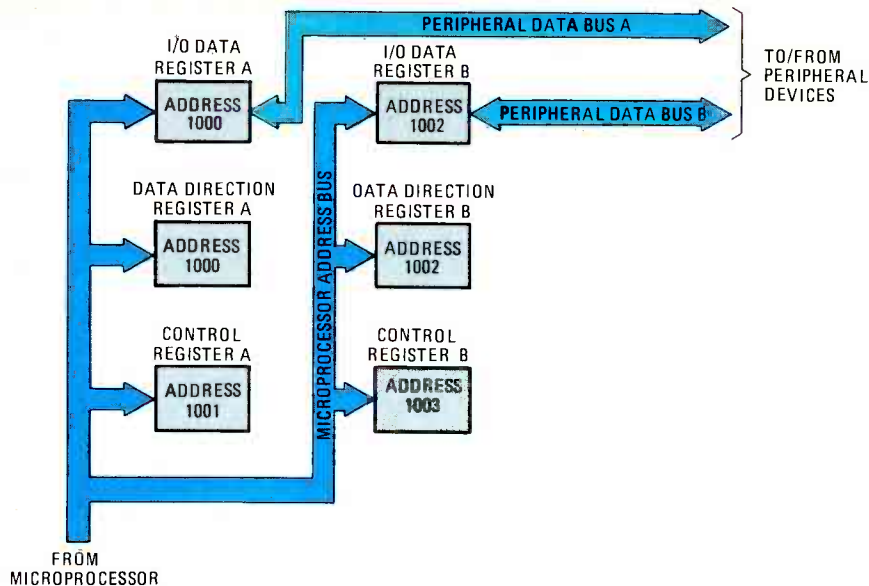 PERIPHERAL DATA BUS A
I/O DATA
REGISTER A
I/O DATA
REGISTER B
TO/FROM
PERIPHERAL
DEVICES
ADDRESS
1000
ADDRESS
1002
PERIPHERAL DATA BUS B
DATA DIRECTION
REGISTER A
OATA DIRECTION
REGISTER B
ADDRESS
1000
ADDRESS
1002
MICROPROCESSOR ADDRESS BUS
CONTROL
REGISTER A
CONTROL
REGISTER B
ADDRESS
1001
ADDRESS
1003
FROM
MICROPROCESSOR